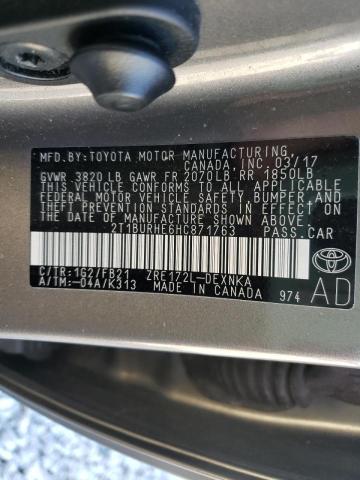 MFD. BY: TOYOTA MOTOR MANUFACTURING,
CANADA, INC. 03/17
GVWR 3820 LB GAWR FR 2070LB RR 1850LB
THIS VEHICLE CONFORMS TO ALL APPLICABLE
FEDERAL MOTOR VEHICLE SAFETY, BUMPER, AND
THEFT PREVENTION STANDARDS IN EFFECT ON
THE DATE OF MANUFACTURE SHOWN ABOVE.
2T1BURHE6HC871763 PASS. CAR
C/TR: 1G2/FB21 ZRE172L-DEXNKA
A/TM: -04A/K313 MADE IN CANADA 974
TOYOTA
AD